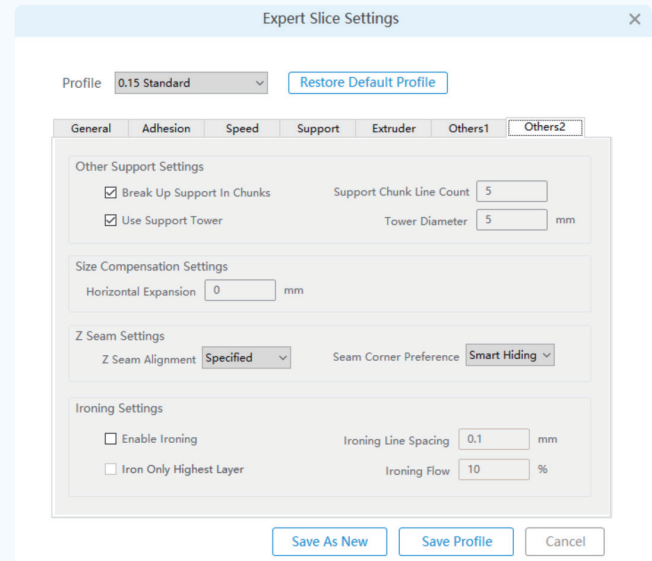 Expert Slice Settings
Profile 0.15 Standard Restore Default Profile
General Adhesion Speed Support Extruder Others1 Others2
Other Support Settings
Break Up Support In Chunks Support Chunk Line Count 5
Use Support Tower Tower Diameter 5 mm
Size Compensation Settings
Horizontal Expansion 0 mm
Z Seam Settings
Z Seam Alignment Specified Seam Corner Preference Smart Hiding
Ironing Settings
Enable Ironing Ironing Line Spacing 0.1 mm
Iron Only Highest Layer Ironing Flow 10 %
Save As New Save Profile Cancel